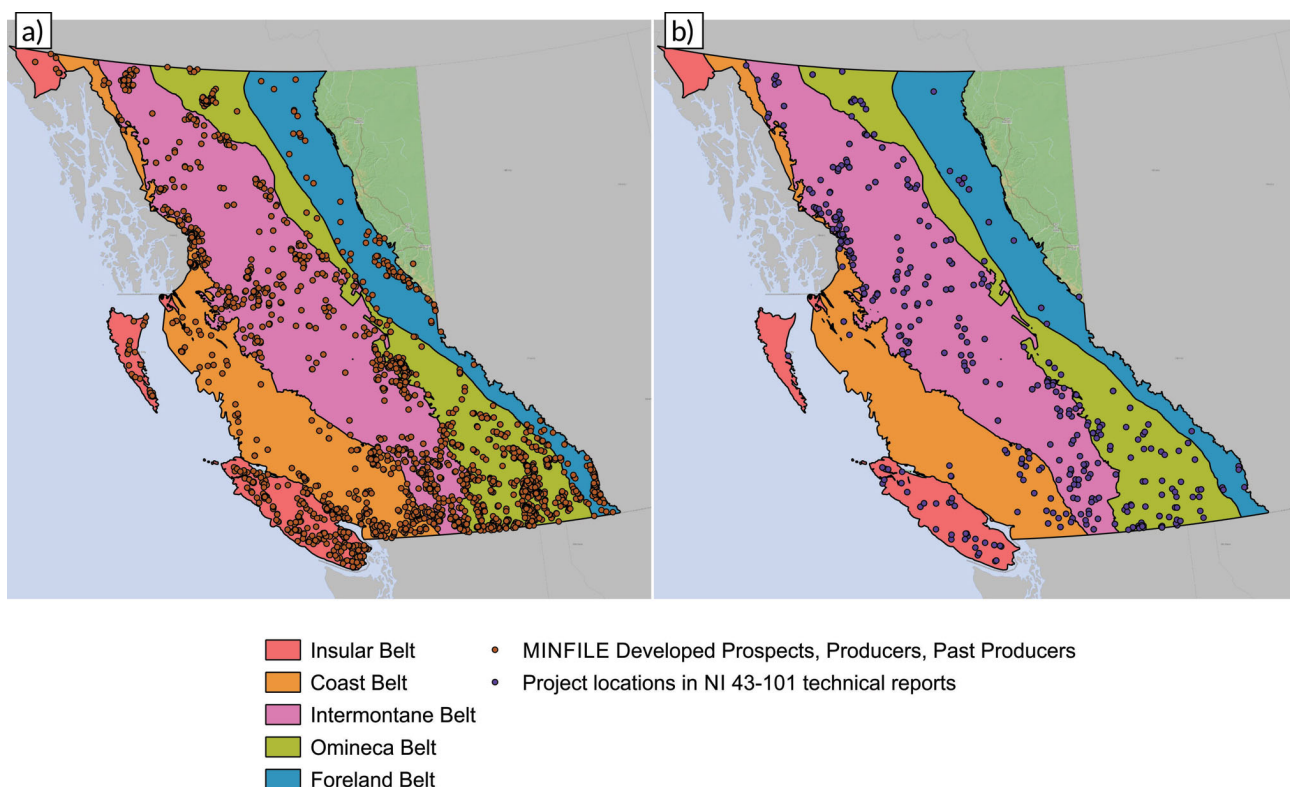 a)
b)
Insular Belt
Coast Belt
Intermontane Belt
Omineca Belt
Foreland Belt
MINFILE Developed Prospects, Producers, Past Producers
Project locations in NI 43-101 technical reports